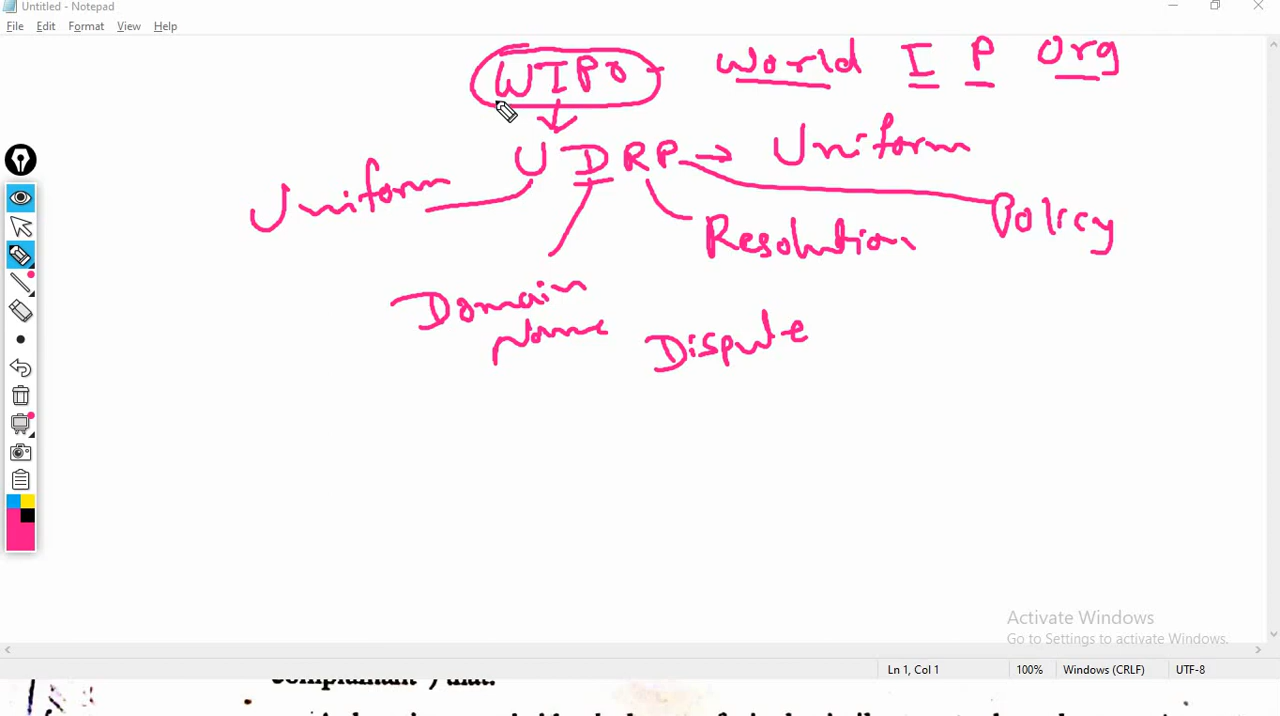 Untitled - Notepad
File Edit Format View Help
WIPO - World I P Org
UDRP → Uniform
Uniform Resolution Policy
Domain Name Dispute
Activate Windows
Go to Settings to activate Windows.
Ln 1, Col 1 100% Windows (CRLF) UTF-8